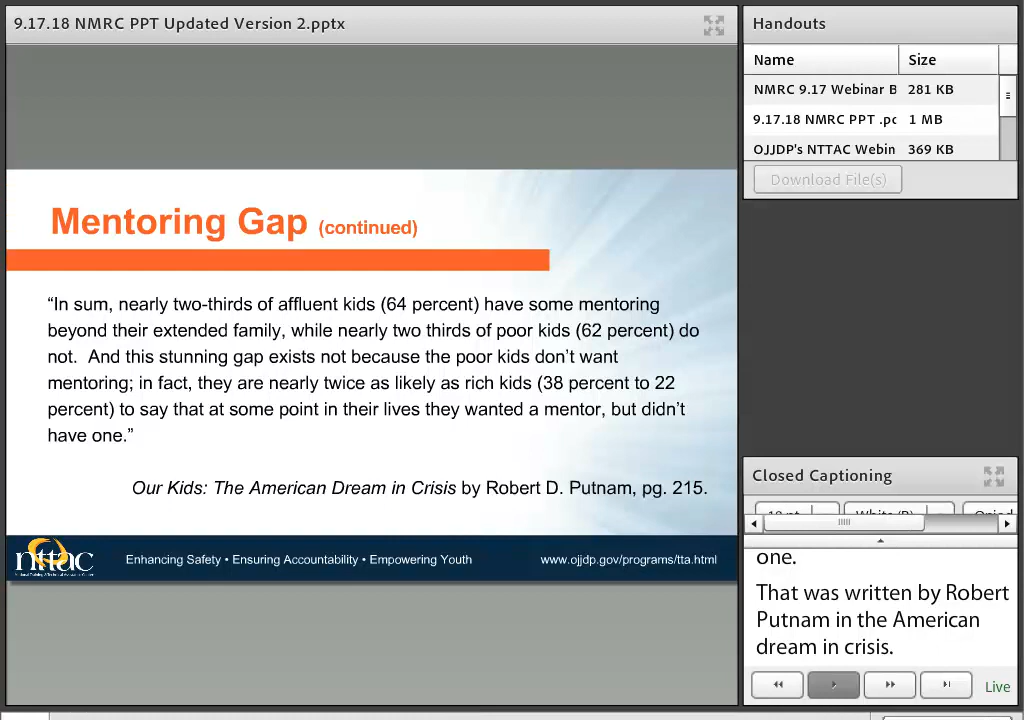 9.17.18 NMRC PPT Updated Version 2.pptx
Mentoring Gap (continued)
“In sum, nearly two-thirds of affluent kids (64 percent) have some mentoring
beyond their extended family, while nearly two thirds of poor kids (62 percent) do
not.  And this stunning gap exists not because the poor kids don’t want
mentoring; in fact, they are nearly twice as likely as rich kids (38 percent to 22
percent) to say that at some point in their lives they wanted a mentor, but didn’t
have one.”
Our Kids: The American Dream in Crisis by Robert D. Putnam, pg. 215.
nttac
Enhancing Safety • Ensuring Accountability • Empowering Youth
www.ojjdp.gov/programs/tta.html
Handouts
Name Size
NMRC 9.17 Webinar B 281 KB
9.17.18 NMRC PPT .pc 1 MB
OJJDP's NTTAC Webin 369 KB
Download File(s)
Closed Captioning
one.
That was written by Robert
Putnam in the American
dream in crisis.
Live